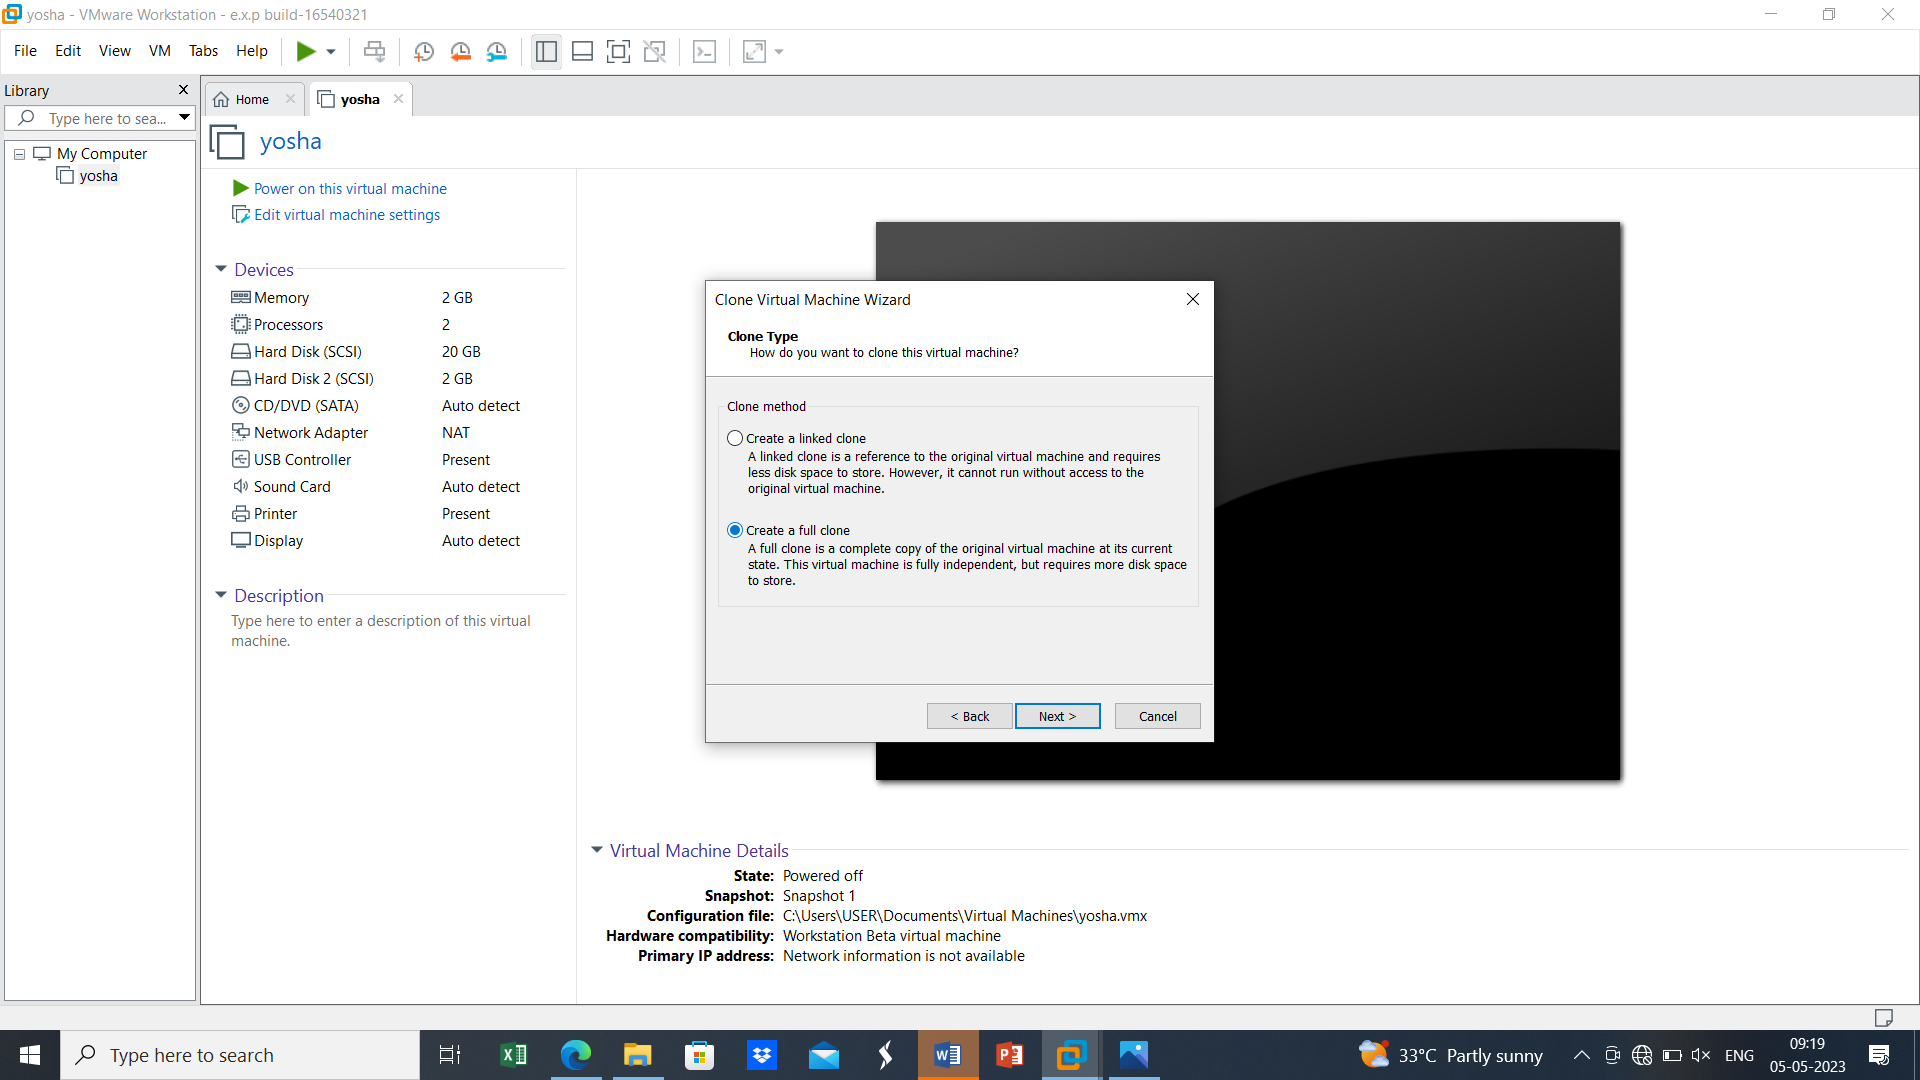 yosha - VMware Workstation - e.x.p build-16540321
File Edit View VM Tabs Help
Library
Type here to sea...
My Computer
yosha
Home
yosha
yosha
Power on this virtual machine
Edit virtual machine settings
Devices
Memory 2 GB
Processors 2
Hard Disk (SCSI) 20 GB
Hard Disk 2 (SCSI) 2 GB
CD/DVD (SATA) Auto detect
Network Adapter NAT
USB Controller Present
Sound Card Auto detect
Printer Present
Display Auto detect
Description
Type here to enter a description of this virtual
machine.
Clone Virtual Machine Wizard
Clone Type
How do you want to clone this virtual machine?
Clone method
Create a linked clone
A linked clone is a reference to the original virtual machine and requires
less disk space to store. However, it cannot run without access to the
original virtual machine.
Create a full clone
A full clone is a complete copy of the original virtual machine at its current
state. This virtual machine is fully independent, but requires more disk space
to store.
< Back Next > Cancel
Virtual Machine Details
State: Powered off
Snapshot: Snapshot 1
Configuration file: C:\Users\USER\Documents\Virtual Machines\yosha.vmx
Hardware compatibility: Workstation Beta virtual machine
Primary IP address: Network information is not available
Type here to search
33°C Partly sunny
ENG
09:19
05-05-2023